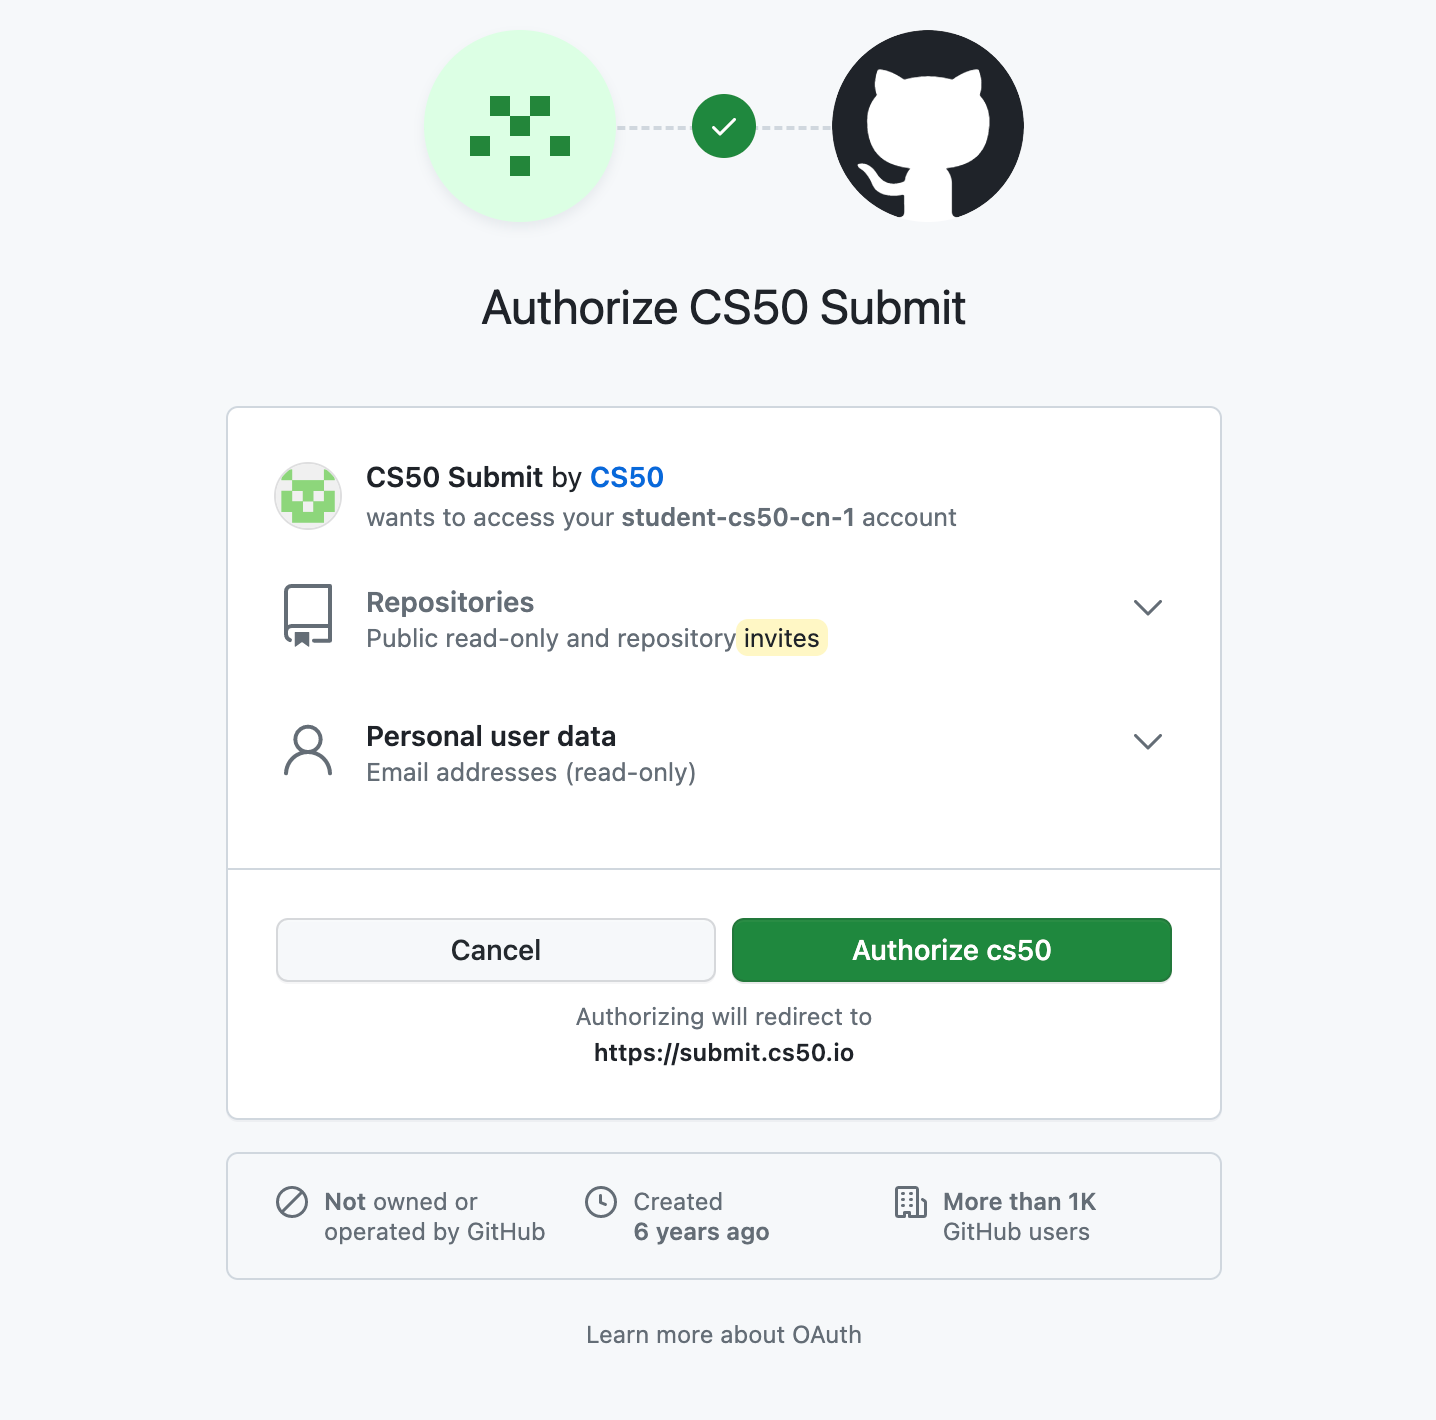 Authorize CS50 Submit
CS50 Submit by CS50
wants to access your student-cs50-cn-1 account
Repositories
Public read-only and repository invites
Personal user data
Email addresses (read-only)
Cancel
Authorize cs50
Authorizing will redirect to
https://submit.cs50.io
Not owned or
operated by GitHub
Created
6 years ago
More than 1K
GitHub users
Learn more about OAuth